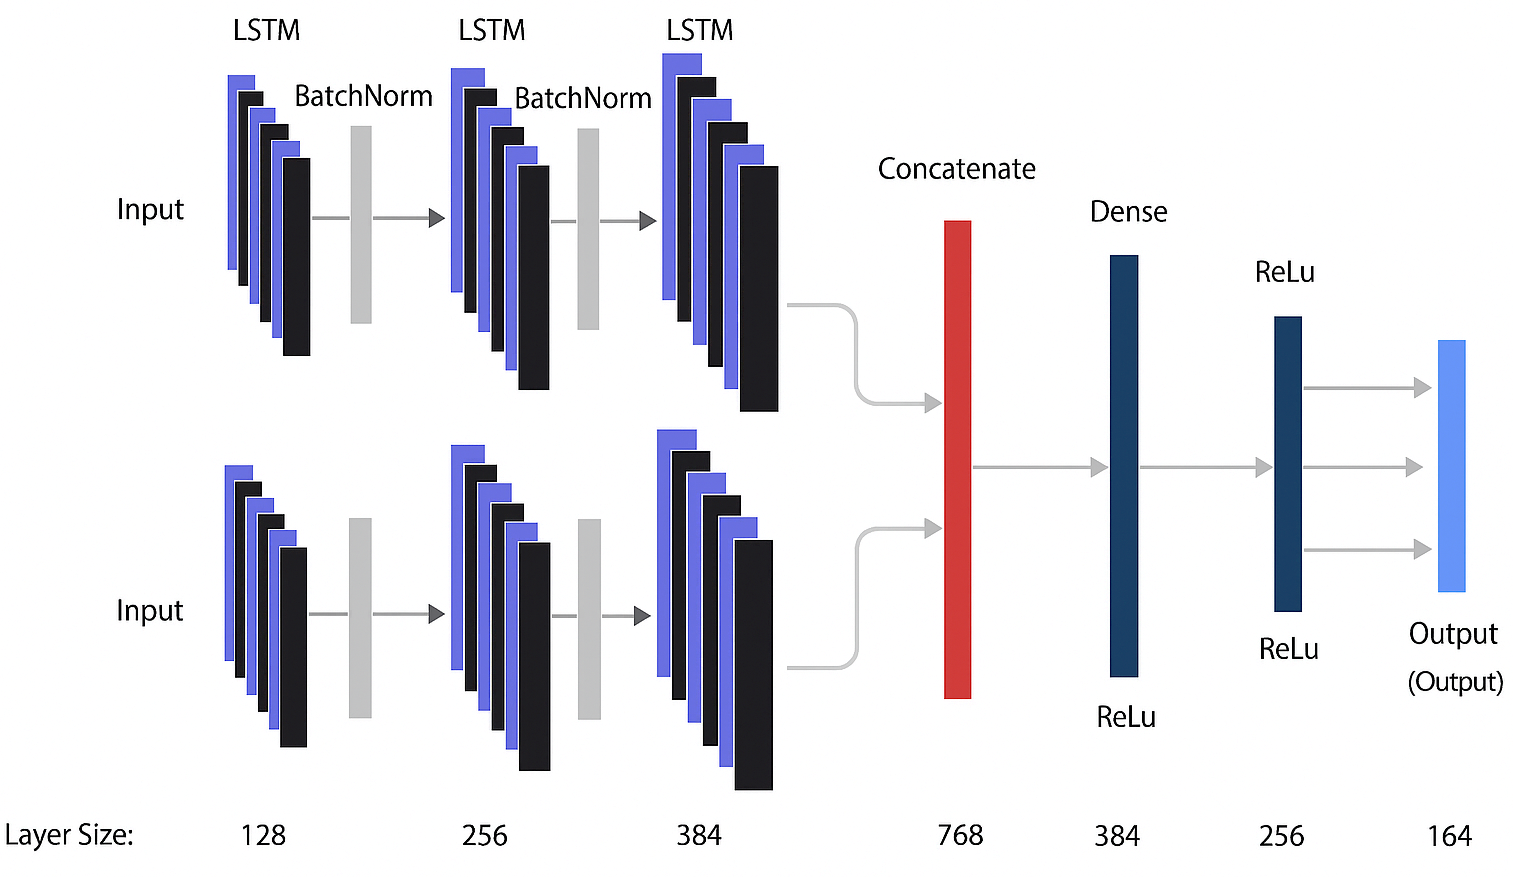 LSTM
LSTM
LSTM
BatchNorm
BatchNorm
Concatenate
Dense
Input
ReLu
Input
Output
ReLu
(Output)
ReLu
Layer Size: 128 256 384 768 384 256 164